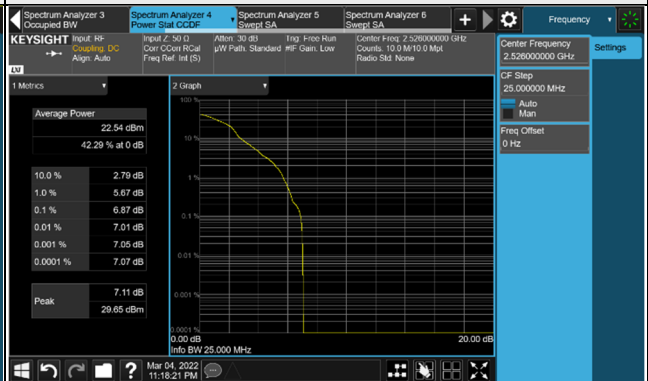 Spectrum Analyzer 3
Occupied BW
Spectrum Analyzer 4
Power Stat CCDF
Spectrum Analyzer 5
Swept SA
Spectrum Analyzer 6
Swept SA
Frequency
KEYSIGHT
Input: RF
Coupling: DC
Align: Auto
Input Z: 50 Ω
Corr CCorr RCal
Freq Ref: Int (S)
Atten: 30 dB
µW Path: Standard
Trig: Free Run
#IF Gain: Low
Center Freq: 2.526000000 GHz
Counts: 10.0 M/10.0 Mpt
Radio Std: None
Center Frequency
2.526000000 GHz
Settings
CF Step
25.000000 MHz
Auto
Man
Freq Offset
0 Hz
1 Metrics
2 Graph
Average Power
22.54 dBm
42.29 % at 0 dB
10.0 % 2.79 dB
1.0 % 5.67 dB
0.1 % 6.87 dB
0.01 % 7.01 dB
0.001 % 7.05 dB
0.0001 % 7.07 dB
Peak
7.11 dB
29.65 dBm
100 %
10 %
1 %
0.1 %
0.01 %
0.001 %
0.0001 %
0.00 dB
20.00 dB
Info BW 25.000 MHz
Mar 04, 2022
11:18:21 PM